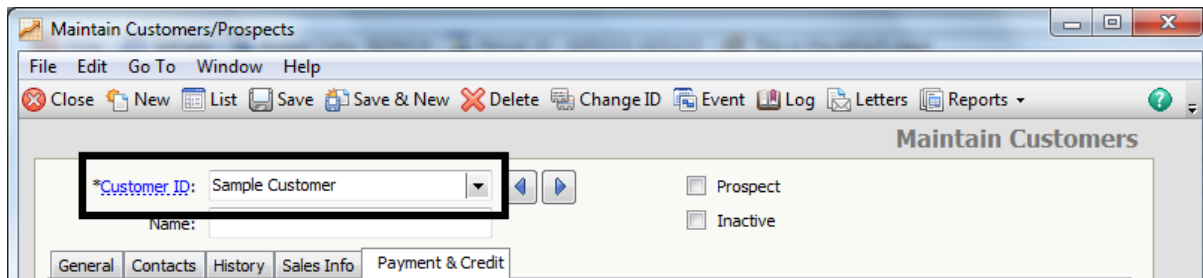 Maintain Customers/Prospects
File Edit Go To Window Help
Close New List Save Save & New Delete Change ID Event Log Letters Reports ?
Maintain Customers
*Customer ID: Sample Customer Prospect
Name: Inactive
General Contacts History Sales Info Payment & Credit